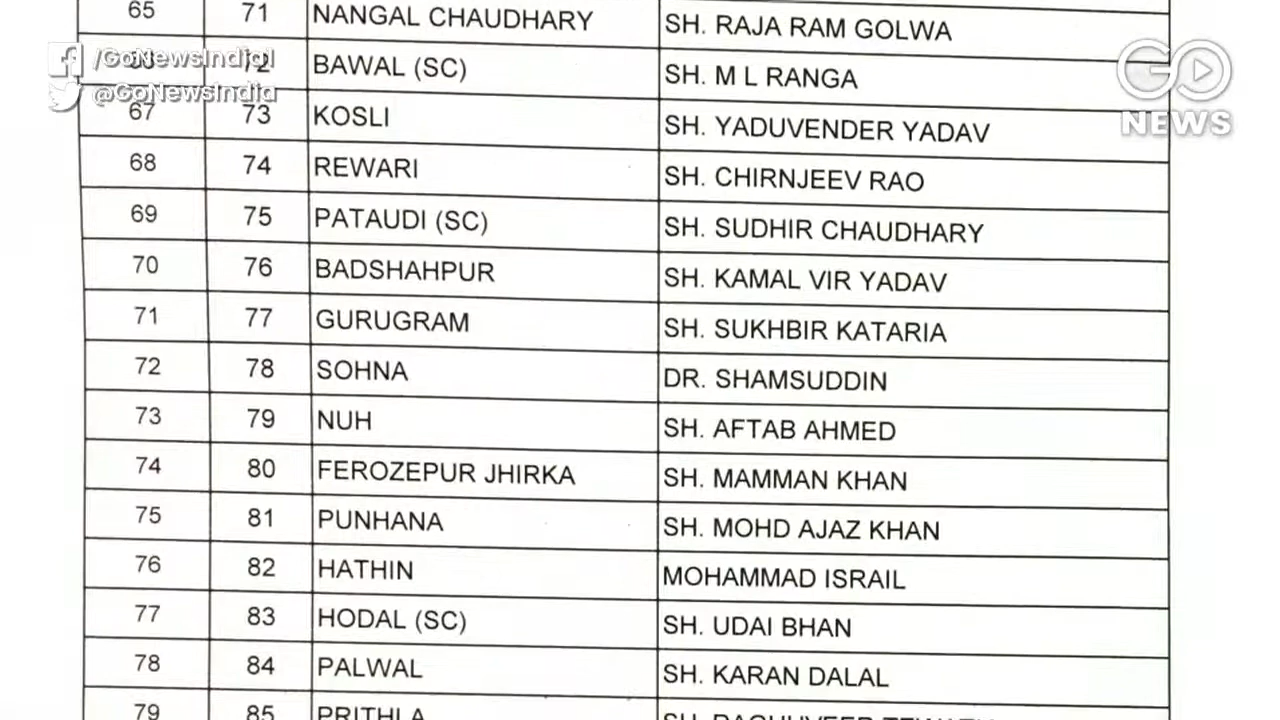 65 71 NANGAL CHAUDHARY SH. RAJA RAM GOLWA
/GoNewsIndia
72 BAWAL (SC) SH. M L RANGA
@GoNewsIndia
GO NEWS
67 73 KOSLI SH. YADUVENDER YADAV
68 74 REWARI SH. CHIRNJEEV RAO
69 75 PATAUDI (SC) SH. SUDHIR CHAUDHARY
70 76 BADSHAHPUR SH. KAMAL VIR YADAV
71 77 GURUGRAM SH. SUKHBIR KATARIA
72 78 SOHNA DR. SHAMSUDDIN
73 79 NUH SH. AFTAB AHMED
74 80 FEROZEPUR JHIRKA SH. MAMMAN KHAN
75 81 PUNHANA SH. MOHD AJAZ KHAN
76 82 HATHIN MOHAMMAD ISRAIL
77 83 HODAL (SC) SH. UDAI BHAN
78 84 PALWAL SH. KARAN DALAL
79 85 PRITHLA SH.